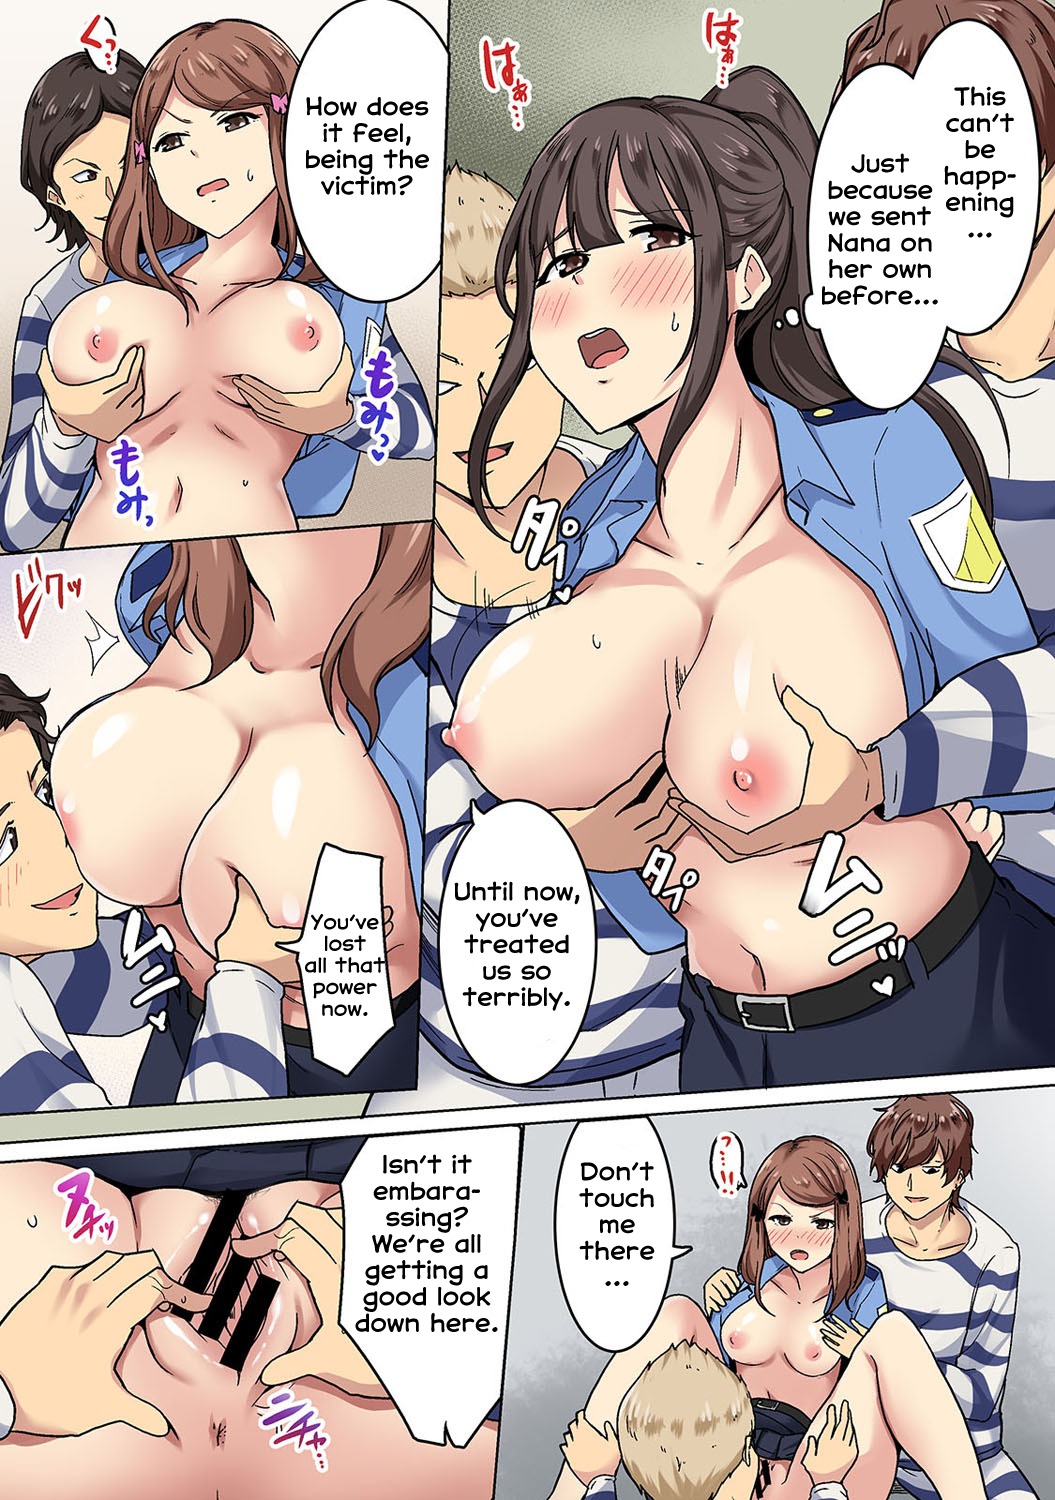 This
can't
be
happ-
ening
...
Just
because
we sent
Nana on
her own
before...
はぁ…
はぁ…
How does
it feel,
being the
victim?
くっ…
もみっ
もみっ
タパ
タパ
ムニッ
Until now,
you've
treated
us so
terribly.
ビクッ
ムニッ
You've
lost
all that
power
now.
Don't
touch
me
there
...
っ…!!
Isn't it
embara-
ssing?
We're all
getting a
good look
down here.
ヌチッ
ニチャ…